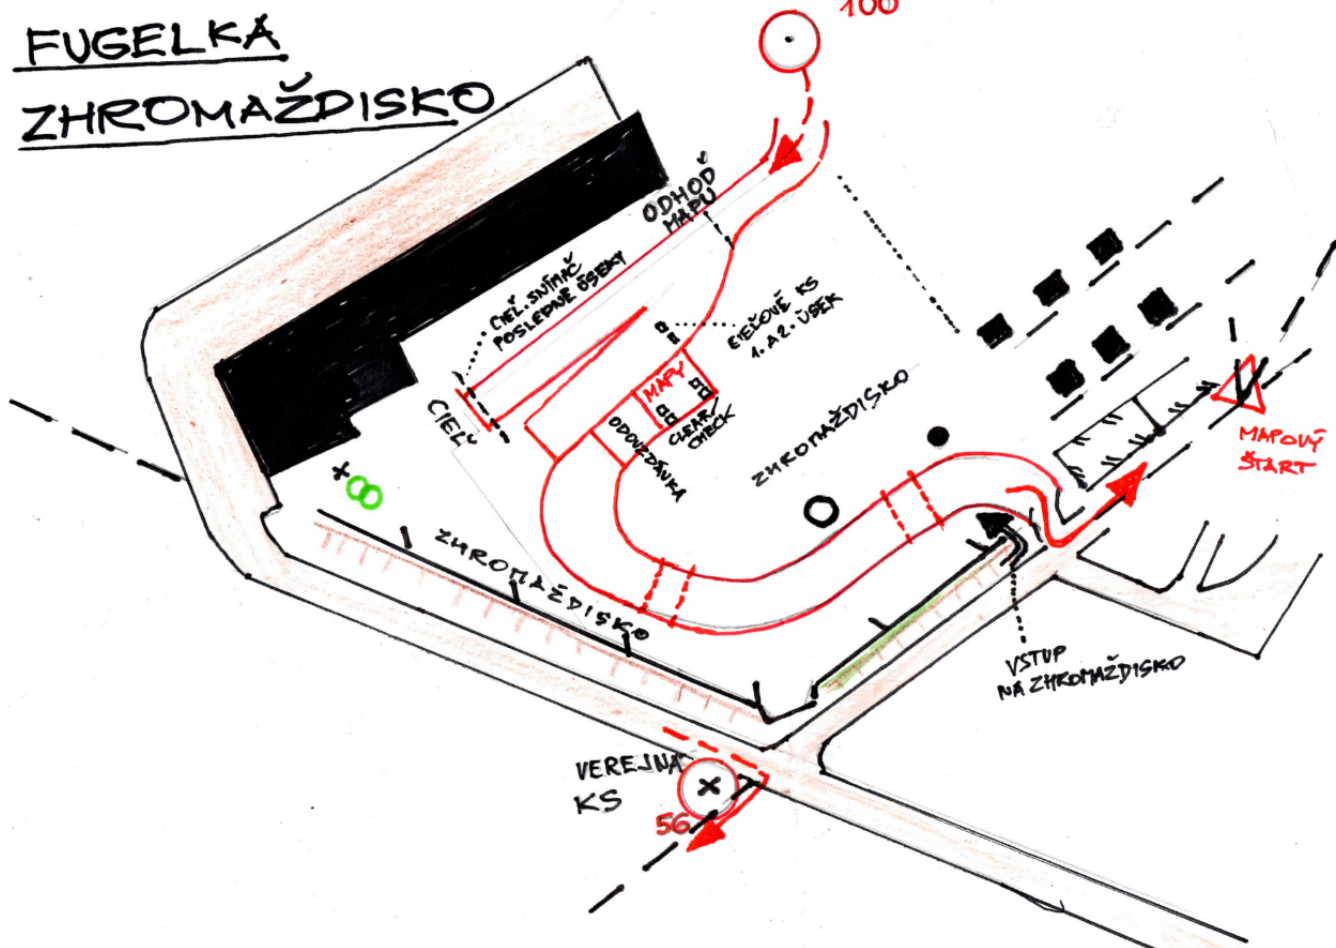 FUGELKA
ZHROMAŽDISKO
100
ODHOĎ
MAPU
CIEĽ. SNÍMAČ
POSLEDNÉ ÚSEKY
CIEĽOVÉ KS
1. A 2. ÚSEK
MAPY
CIEĽ
CLEAR/
CHECK
ODOVZDÁVKA
ZHROMAŽDISKO
MAPOVÝ
ŠTART
ZHROMAŽDISKO
VSTUP
NA ZHROMAŽDISKO
VEREJNÁ
KS
56